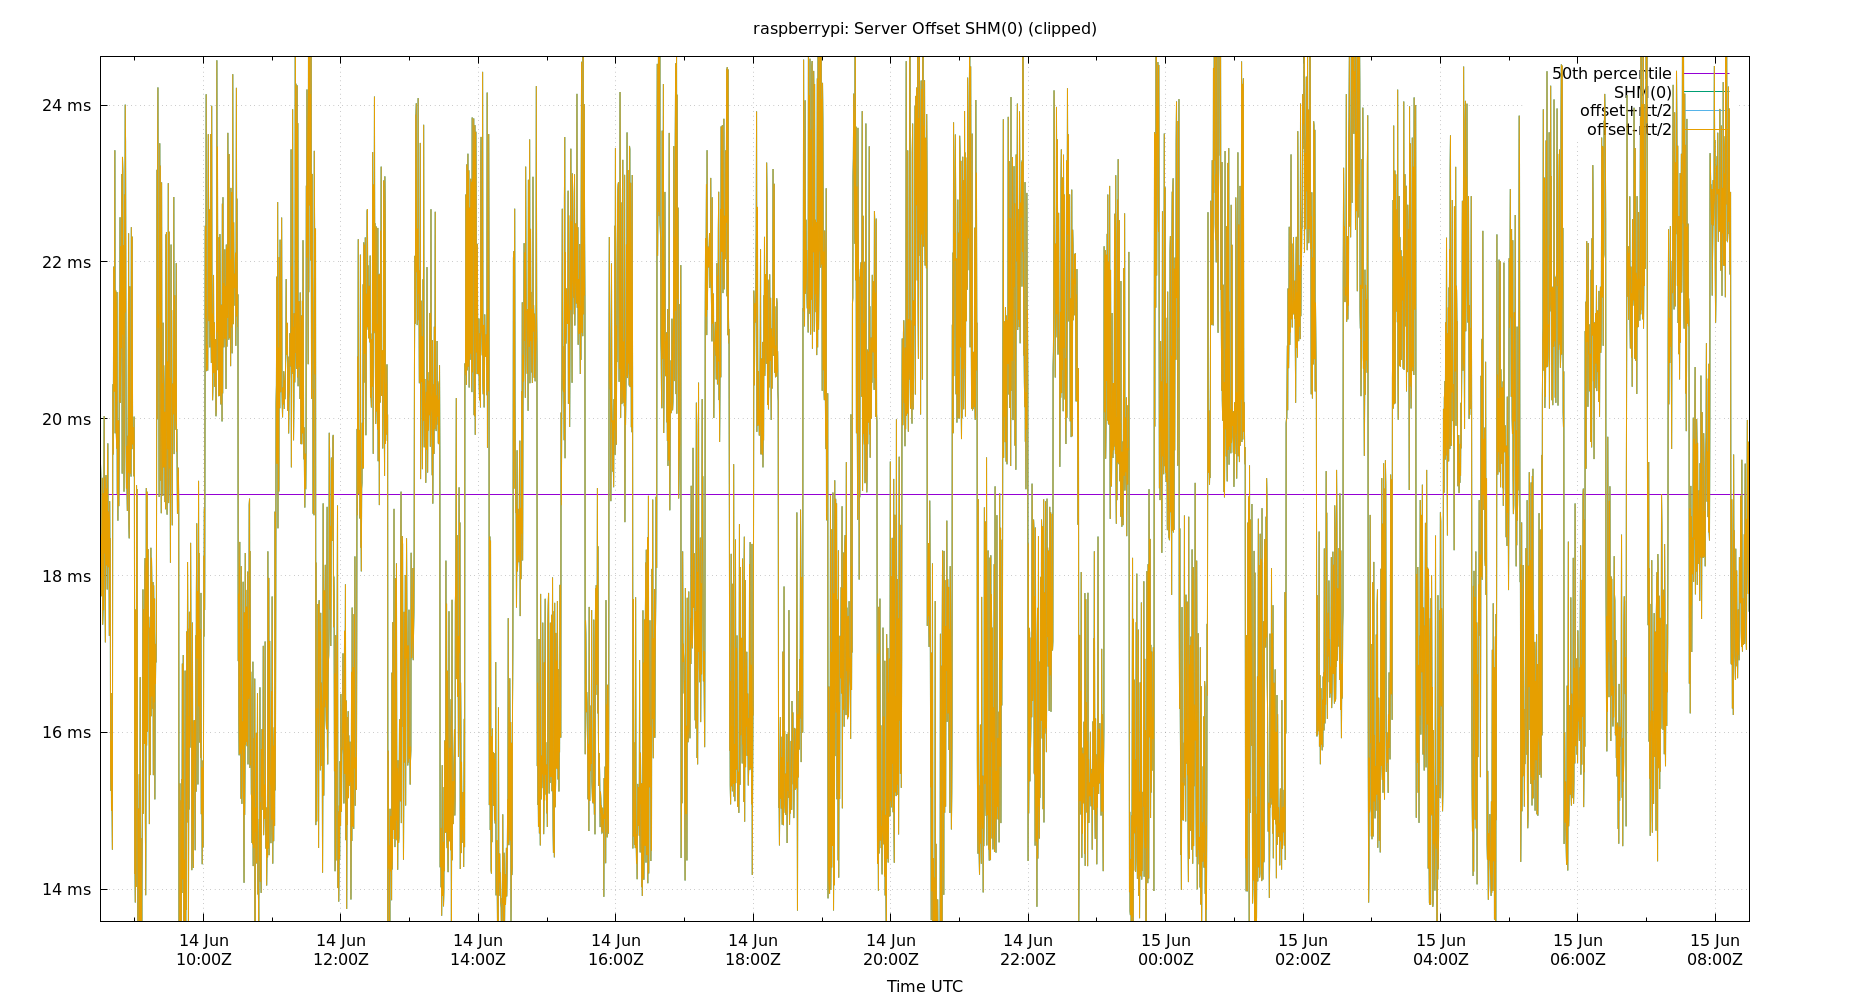 raspberrypi: Server Offset SHM(0) (clipped)
50th percentile
SHM(0)
offset+rtt/2
offset-rtt/2
24 ms
22 ms
20 ms
18 ms
16 ms
14 ms
14 Jun 14 Jun 14 Jun 14 Jun 14 Jun 14 Jun 14 Jun 15 Jun 15 Jun 15 Jun 15 Jun 15 Jun
10:00Z 12:00Z 14:00Z 16:00Z 18:00Z 20:00Z 22:00Z 00:00Z 02:00Z 04:00Z 06:00Z 08:00Z
Time UTC